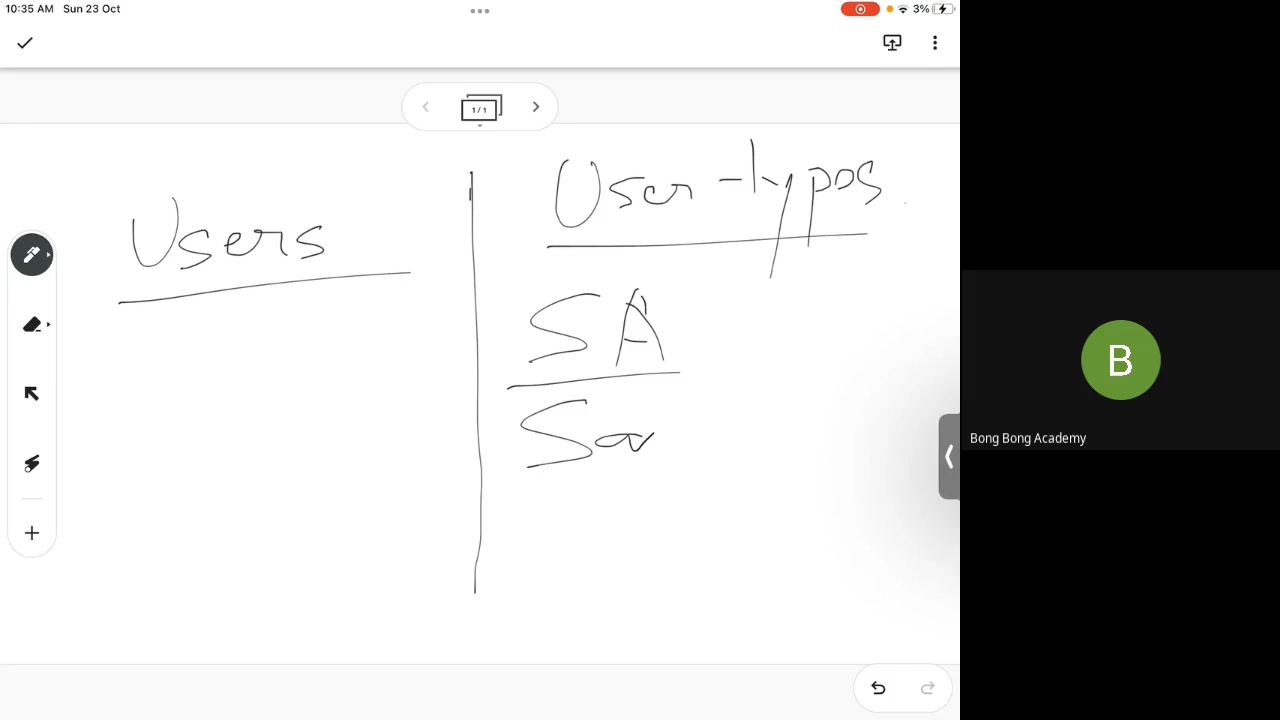 10:35 AM Sun 23 Oct
3%
1/1
Users
User-types
SA
Sa
B
Bong Bong Academy